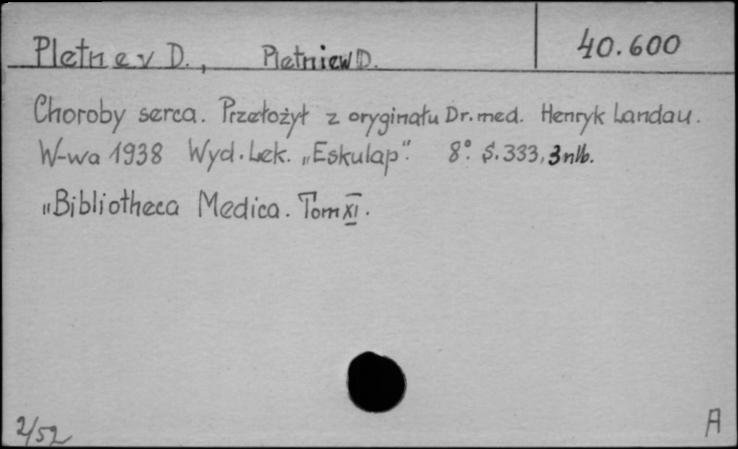 Pletnev D., Pletniew D. 40.600
Choroby serca. Przełożył z oryginału Dr. med. Henryk Landau.
W-wa 1938 Wyd. Lek. „Eskulap". 8° S. 333, 3 nlb.
„Bibliotheca Medica. Tom XI.
2/52 A